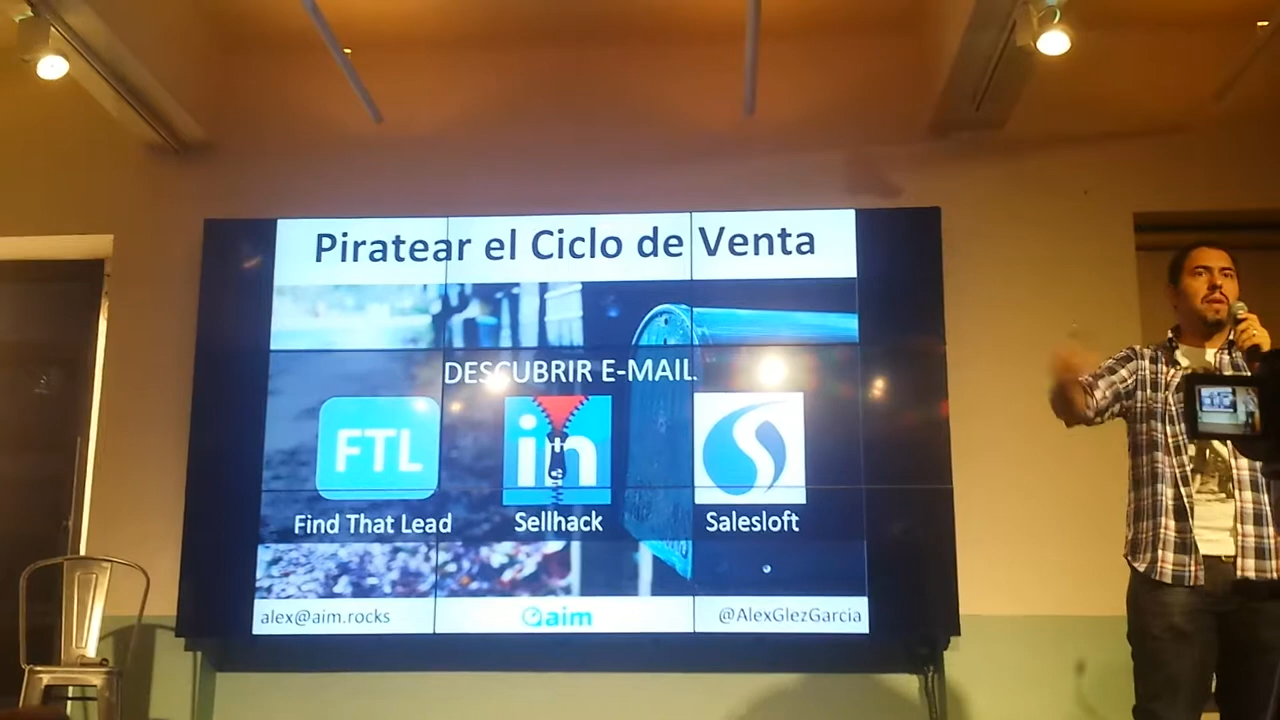 Piratear el Ciclo de Venta
DESCUBRIR E-MAIL
FTL
in
Find That Lead
Sellhack
Salesloft
alex@aim.rocks
aim
@AlexGlezGarcia